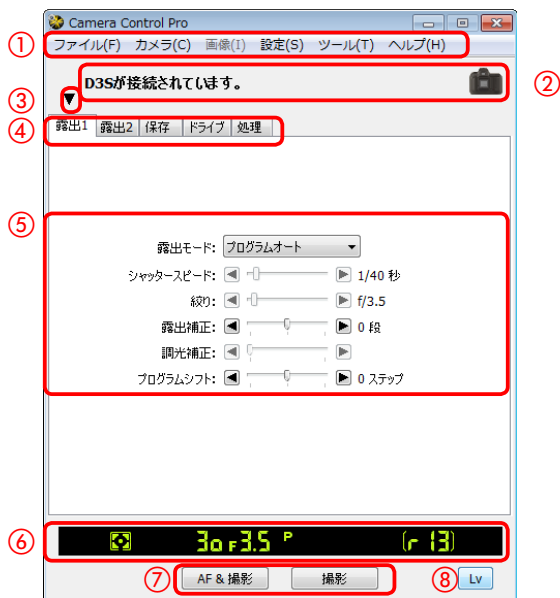 Camera Control Pro
① ファイル(F) カメラ(C) 画像(I) 設定(S) ツール(T) ヘルプ(H)
D3Sが接続されています。 ②
③ ▼
④ 露出1 露出2 保存 ドライブ 処理
⑤
露出モード: プログラムオート
シャッタースピード: 1/40 秒
絞り: f/3.5
露出補正: 0 段
調光補正:
プログラムシフト: 0 ステップ
⑥ 30 F3.5 P (r 13)
⑦ AF & 撮影 撮影 ⑧ Lv